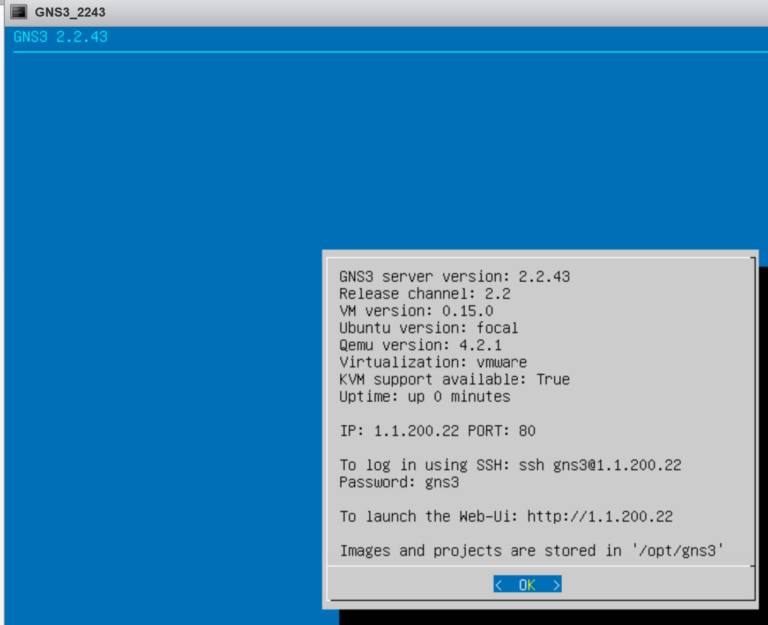 GNS3_2243
GNS3 2.2.43
GNS3 server version: 2.2.43
Release channel: 2.2
VM version: 0.15.0
Ubuntu version: focal
Qemu version: 4.2.1
Virtualization: vmware
KVM support available: True
Uptime: up 0 minutes
IP: 1.1.200.22 PORT: 80
To log in using SSH: ssh gns3@1.1.200.22
Password: gns3
To launch the Web-Ui: http://1.1.200.22
Images and projects are stored in '/opt/gns3'
< OK >